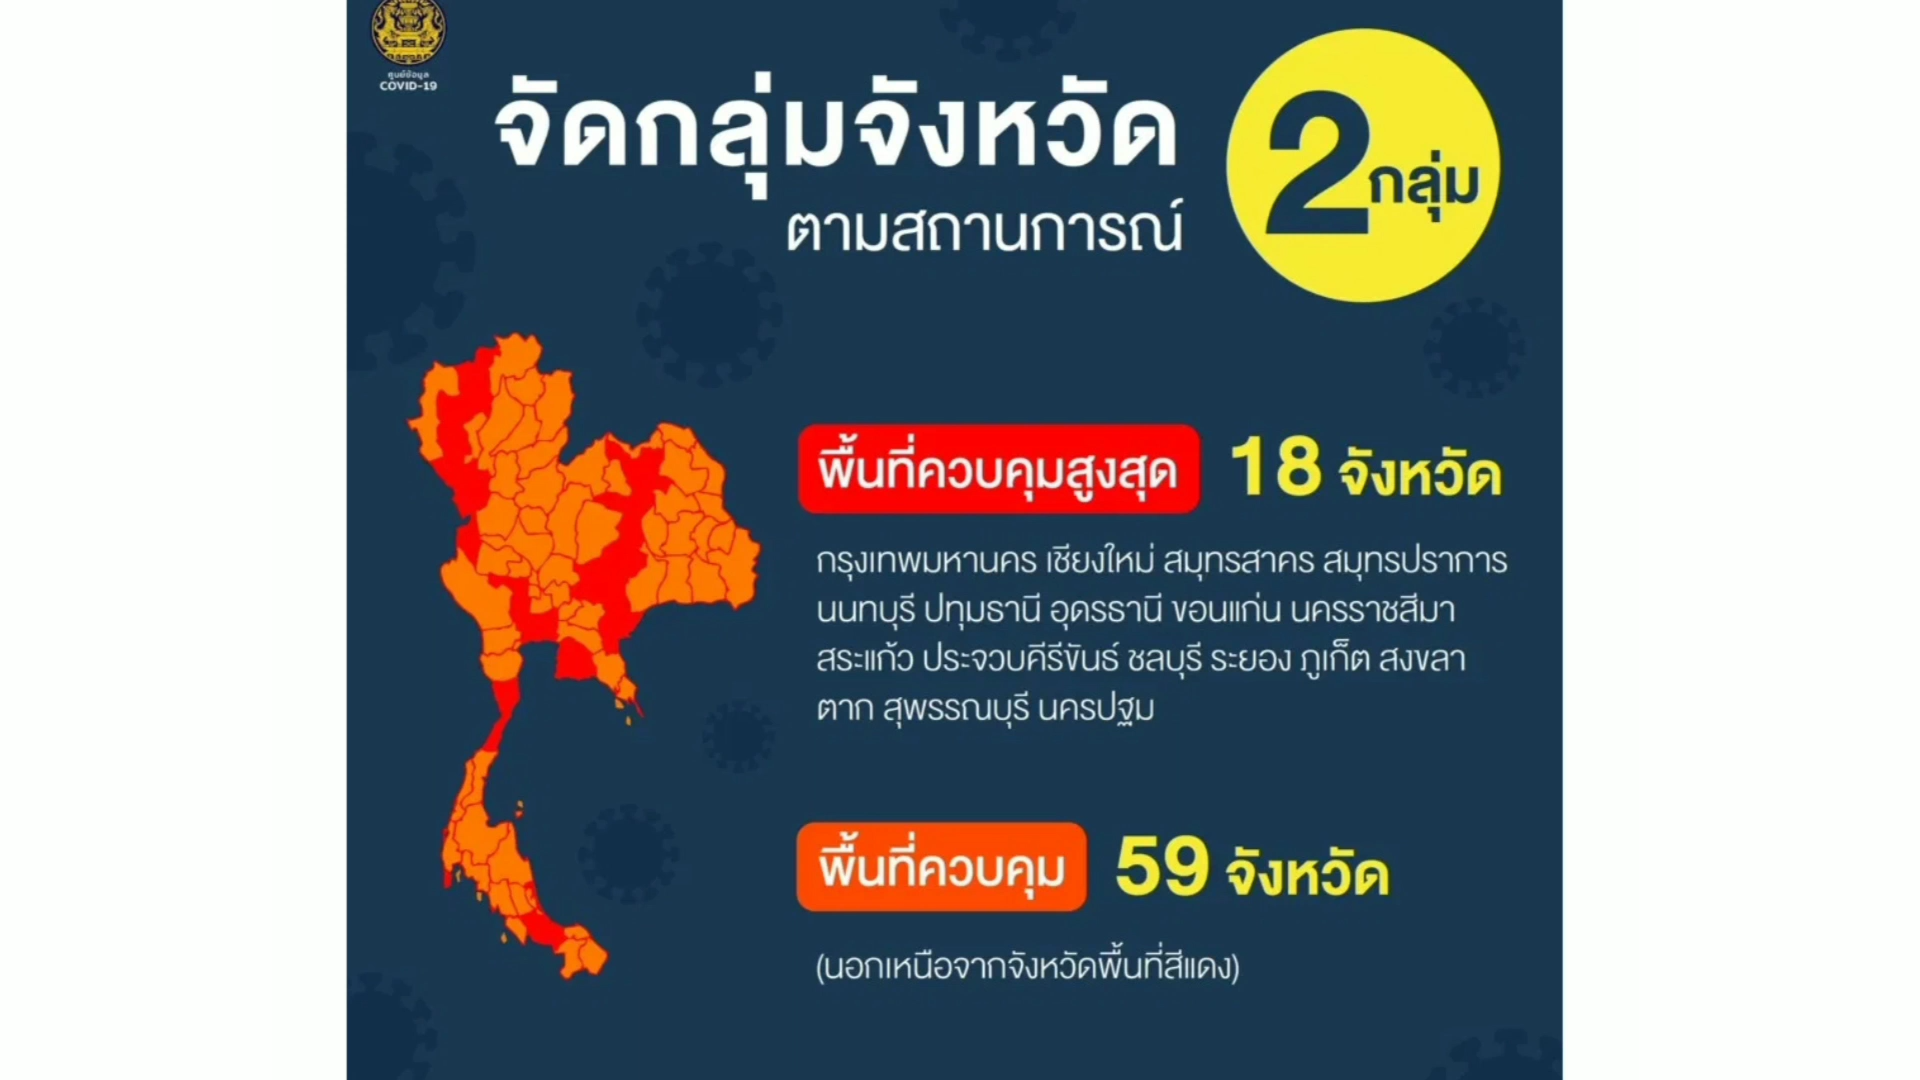 ศูนย์ข้อมูล
COVID-19
จัดกลุ่มจังหวัด
ตามสถานการณ์
2 กลุ่ม
พื้นที่ควบคุมสูงสุด 18 จังหวัด
กรุงเทพมหานคร เชียงใหม่ สมุทรสาคร สมุทรปราการ
นนทบุรี ปทุมธานี อุดรธานี ขอนแก่น นครราชสีมา
สระแก้ว ประจวบคีรีขันธ์ ชลบุรี ระยอง ภูเก็ต สงขลา
ตาก สุพรรณบุรี นครปฐม
พื้นที่ควบคุม 59 จังหวัด
(นอกเหนือจากจังหวัดพื้นที่สีแดง)